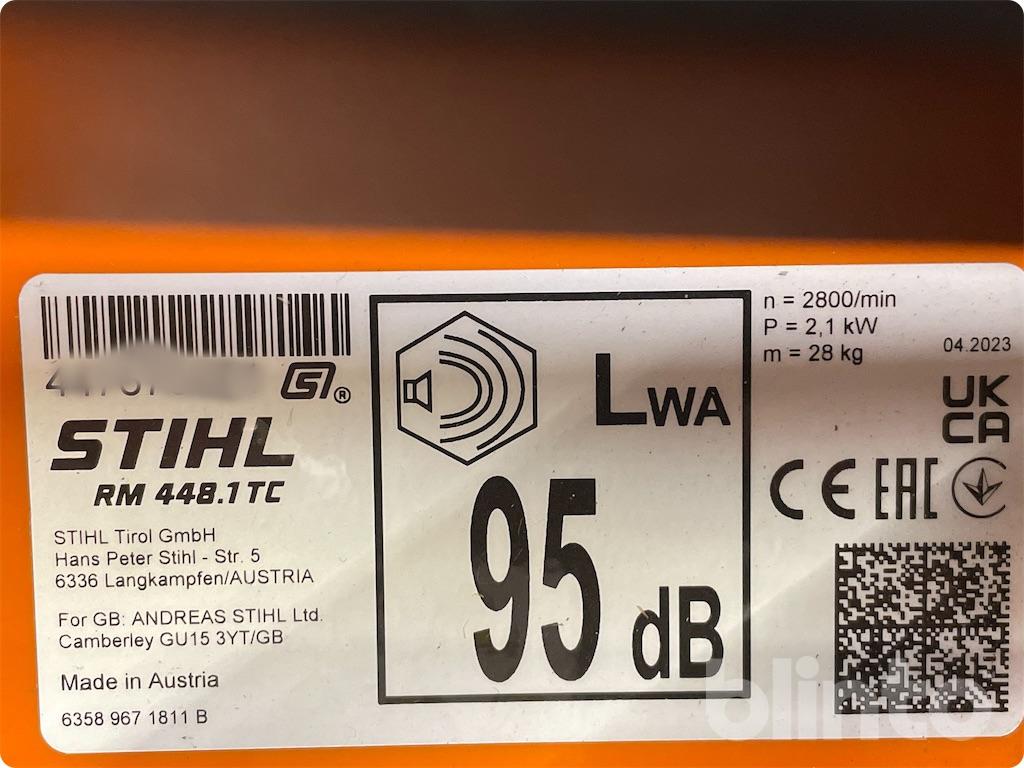 STIHL
RM 448.1 TC
STIHL Tirol GmbH
Hans Peter Stihl - Str. 5
6336 Langkampfen/AUSTRIA
For GB: ANDREAS STIHL Ltd.
Camberley GU15 3YT/GB
Made in Austria
6358 967 1811 B
LWA
95 dB
n = 2800/min
P = 2,1 kW
m = 28 kg
04.2023
UK
CA
CE EAC
blinto